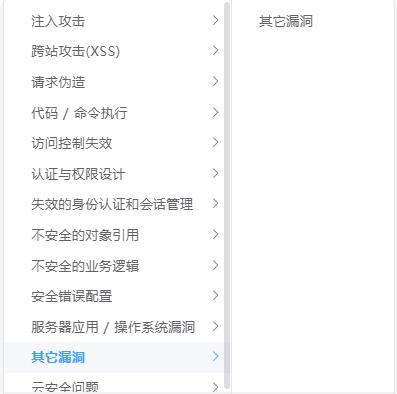 注入攻击
跨站攻击(XSS)
请求伪造
代码 / 命令执行
访问控制失效
认证与权限设计
失效的身份认证和会话管理
不安全的对象引用
不安全的业务逻辑
安全错误配置
服务器应用 / 操作系统漏洞
其它漏洞
云安全问题
其它漏洞